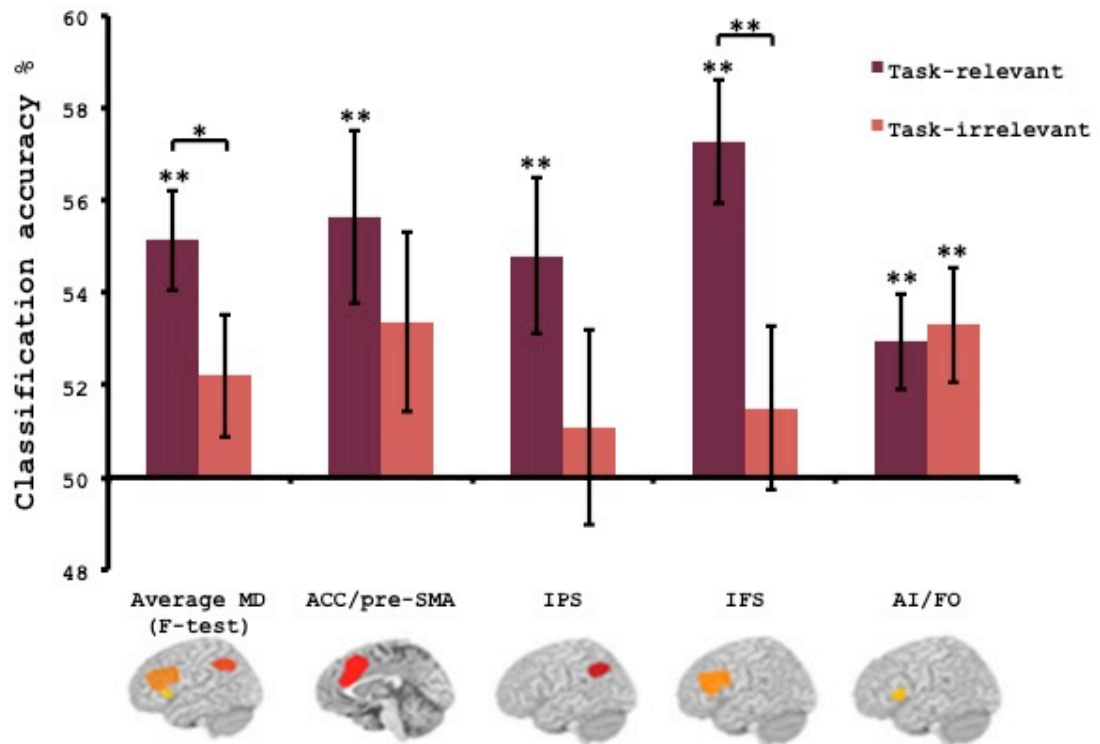 Classification accuracy %
60
58
56
54
52
50
48
*
**
**
**
**
**
**
**
Task-relevant
Task-irrelevant
Average MD
(F-test)
ACC/pre-SMA
IPS
IFS
AI/FO